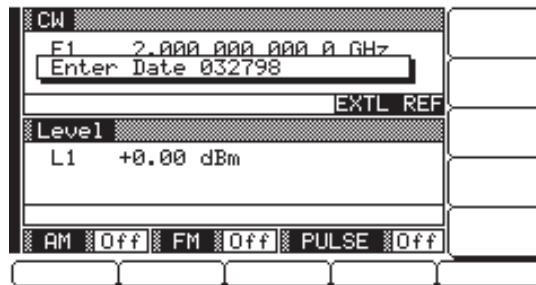 CW
F1 2.000 000 000 0 GHz
Enter Date 032798
EXTL REF
Level
L1 +0.00 dBm
AM Off FM Off PULSE Off